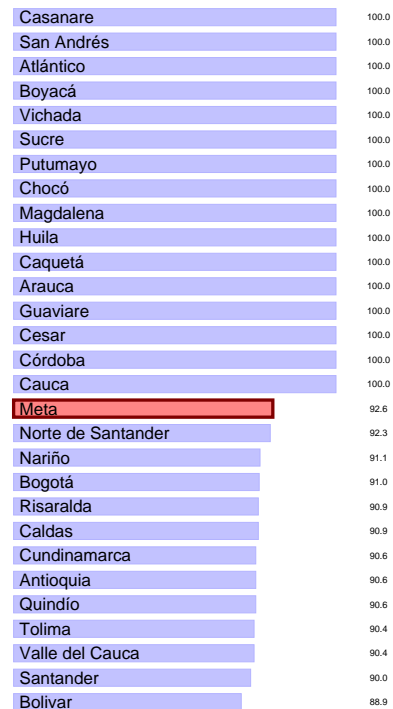 Casanare 100.0
San Andrés 100.0
Atlántico 100.0
Boyacá 100.0
Vichada 100.0
Sucre 100.0
Putumayo 100.0
Chocó 100.0
Magdalena 100.0
Huila 100.0
Caquetá 100.0
Arauca 100.0
Guaviare 100.0
Cesar 100.0
Córdoba 100.0
Cauca 100.0
Meta 92.6
Norte de Santander 92.3
Nariño 91.1
Bogotá 91.0
Risaralda 90.9
Caldas 90.9
Cundinamarca 90.6
Antioquia 90.6
Quindío 90.6
Tolima 90.4
Valle del Cauca 90.4
Santander 90.0
Bolivar 88.9